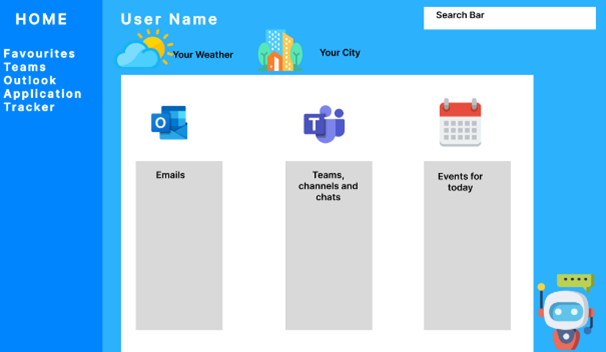 HOME
User Name
Search Bar
Your Weather
Your City
Favourites
Teams
Outlook
Application
Tracker
O
T
Emails
Teams,
channels and
chats
Events for
today